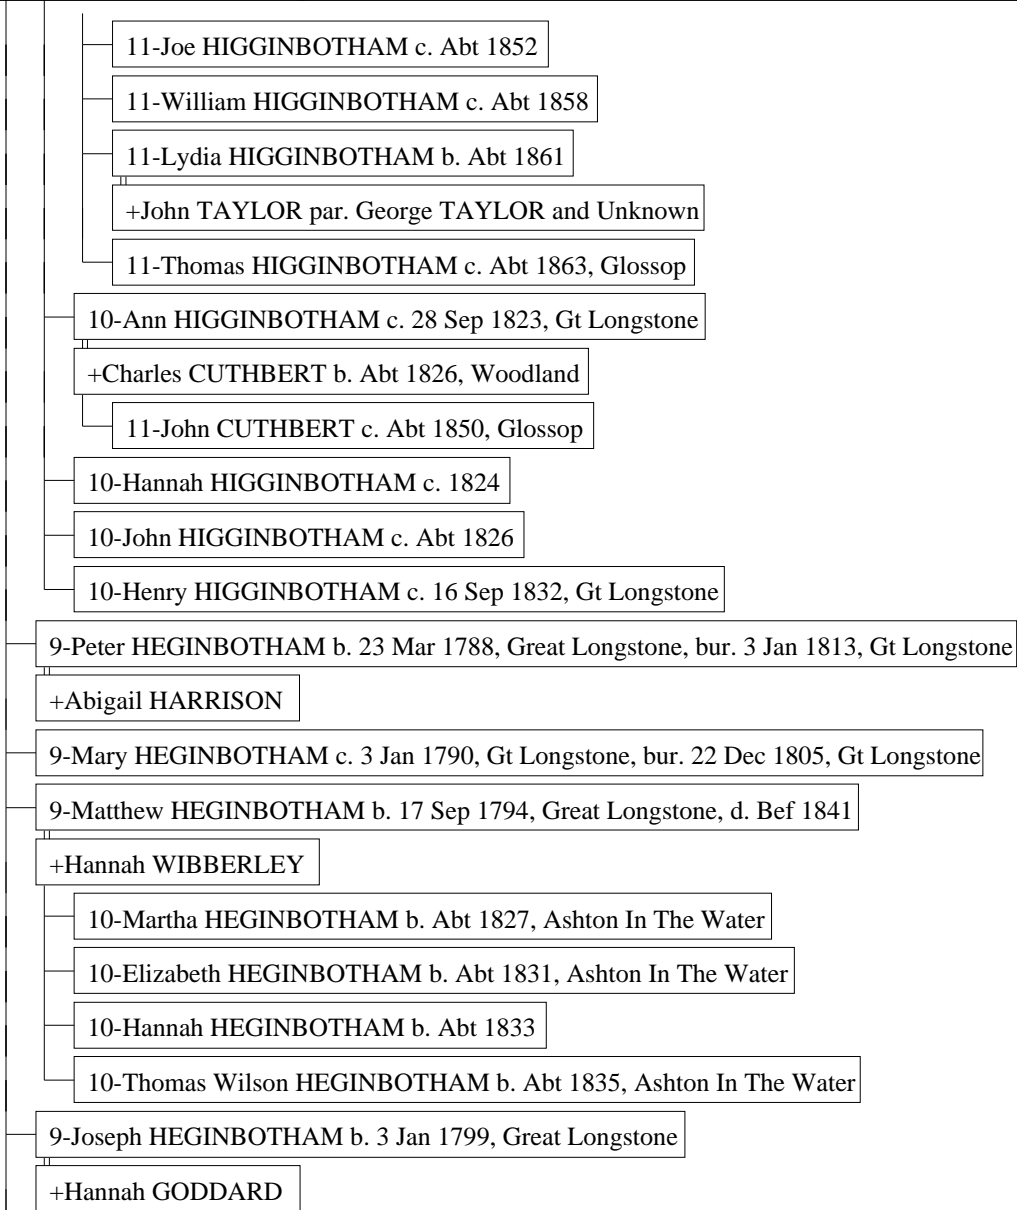 11-Joe HIGGINBOTHAM c. Abt 1852
11-William HIGGINBOTHAM c. Abt 1858
11-Lydia HIGGINBOTHAM b. Abt 1861
+John TAYLOR par. George TAYLOR and Unknown
11-Thomas HIGGINBOTHAM c. Abt 1863, Glossop
10-Ann HIGGINBOTHAM c. 28 Sep 1823, Gt Longstone
+Charles CUTHBERT b. Abt 1826, Woodland
11-John CUTHBERT c. Abt 1850, Glossop
10-Hannah HIGGINBOTHAM c. 1824
10-John HIGGINBOTHAM c. Abt 1826
10-Henry HIGGINBOTHAM c. 16 Sep 1832, Gt Longstone
9-Peter HEGINBOTHAM b. 23 Mar 1788, Great Longstone, bur. 3 Jan 1813, Gt Longstone
+Abigail HARRISON
9-Mary HEGINBOTHAM c. 3 Jan 1790, Gt Longstone, bur. 22 Dec 1805, Gt Longstone
9-Matthew HEGINBOTHAM b. 17 Sep 1794, Great Longstone, d. Bef 1841
+Hannah WIBBERLEY
10-Martha HEGINBOTHAM b. Abt 1827, Ashton In The Water
10-Elizabeth HEGINBOTHAM b. Abt 1831, Ashton In The Water
10-Hannah HEGINBOTHAM b. Abt 1833
10-Thomas Wilson HEGINBOTHAM b. Abt 1835, Ashton In The Water
9-Joseph HEGINBOTHAM b. 3 Jan 1799, Great Longstone
+Hannah GODDARD